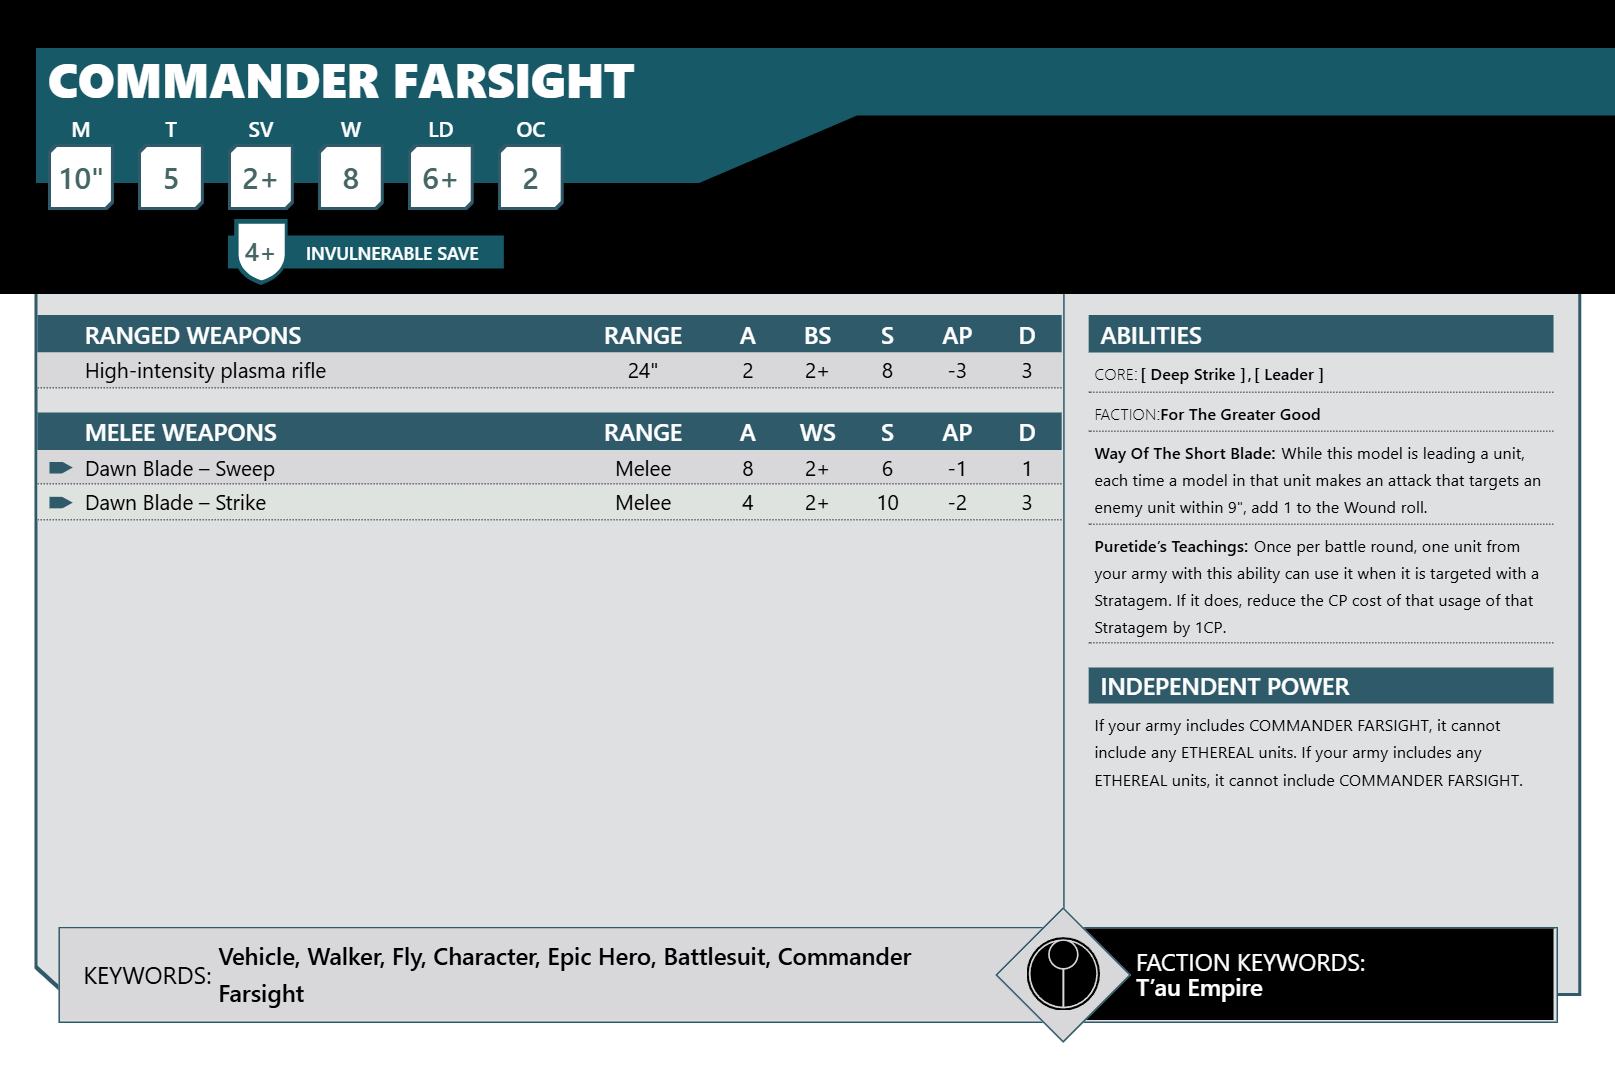 COMMANDER FARSIGHT
M T SV W LD OC
10" 5 2+ 8 6+ 2
4+ INVULNERABLE SAVE
RANGED WEAPONS RANGE A BS S AP D
High-intensity plasma rifle 24" 2 2+ 8 -3 3
MELEE WEAPONS RANGE A WS S AP D
Dawn Blade – Sweep Melee 8 2+ 6 -1 1
Dawn Blade – Strike Melee 4 2+ 10 -2 3
ABILITIES
CORE: [ Deep Strike ] , [ Leader ]
FACTION:For The Greater Good
Way Of The Short Blade: While this model is leading a unit,
each time a model in that unit makes an attack that targets an
enemy unit within 9", add 1 to the Wound roll.
Puretide’s Teachings: Once per battle round, one unit from
your army with this ability can use it when it is targeted with a
Stratagem. If it does, reduce the CP cost of that usage of that
Stratagem by 1CP.
INDEPENDENT POWER
If your army includes COMMANDER FARSIGHT, it cannot
include any ETHEREAL units. If your army includes any
ETHEREAL units, it cannot include COMMANDER FARSIGHT.
KEYWORDS: Vehicle, Walker, Fly, Character, Epic Hero, Battlesuit, Commander
Farsight
FACTION KEYWORDS:
T’au Empire